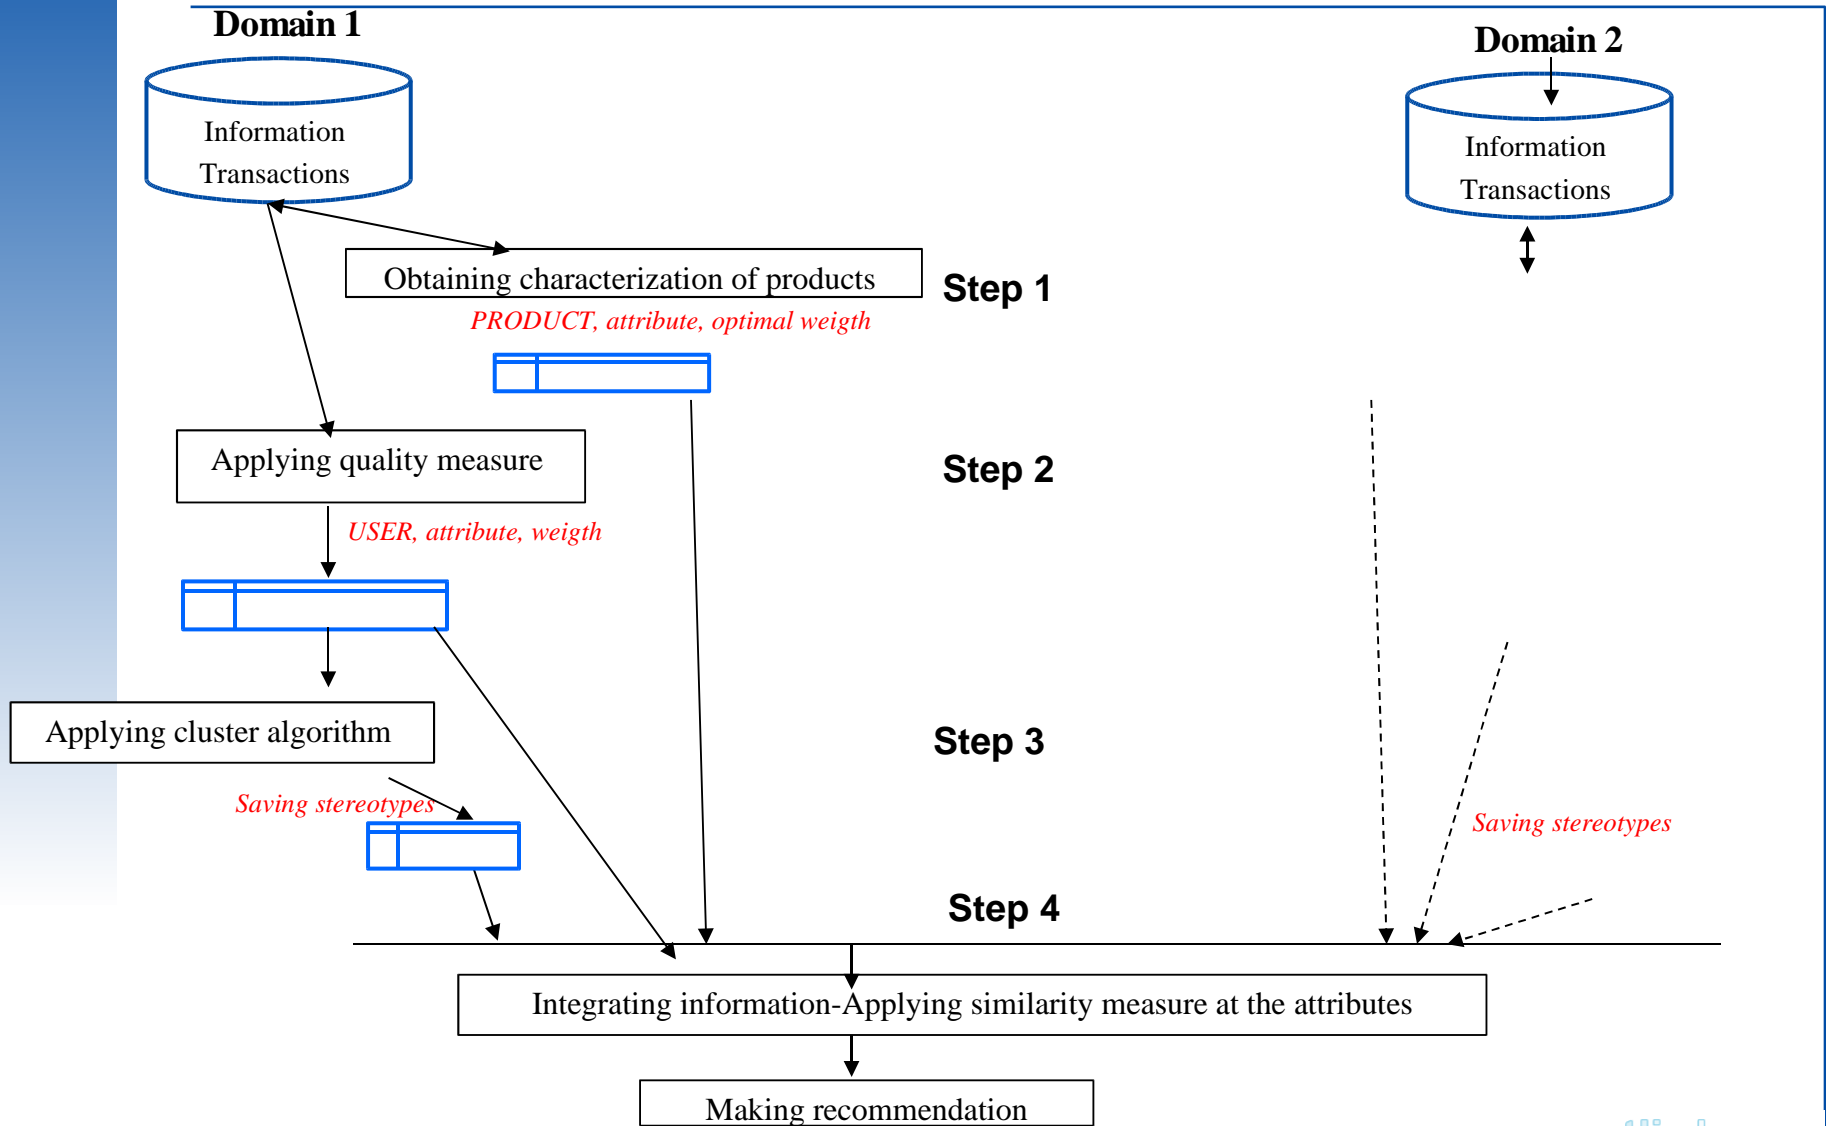 Domain 1
Domain 2
Information
Transactions
Information
Transactions
Obtaining characterization of products
Step 1
PRODUCT, attribute, optimal weigth
Applying quality measure
Step 2
USER, attribute, weigth
Applying cluster algorithm
Step 3
Saving stereotypes
Saving stereotypes
Step 4
Integrating information-Applying similarity measure at the attributes
Making recommendation